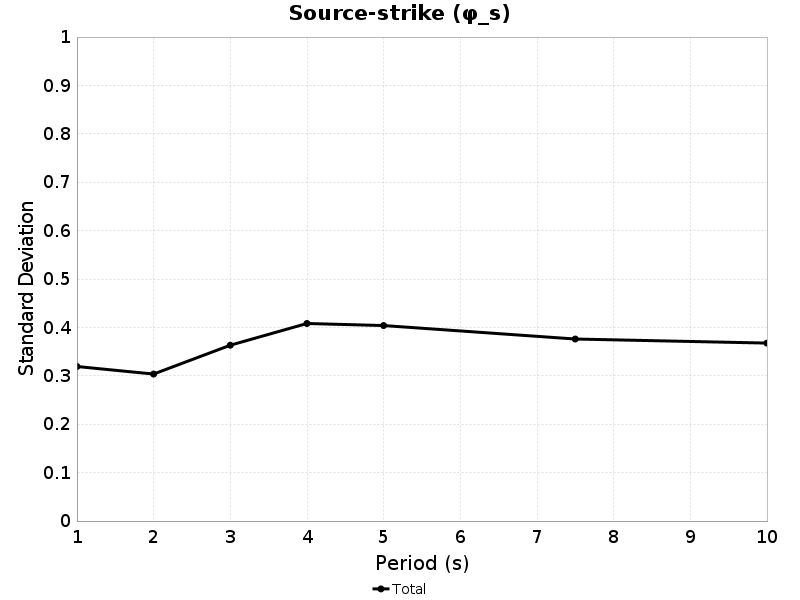 Source-strike (φ_s)
1
0.9
0.8
0.7
0.6
0.5
0.4
0.3
0.2
0.1
0
Standard Deviation
1 2 3 4 5 6 7 8 9 10
Period (s)
Total